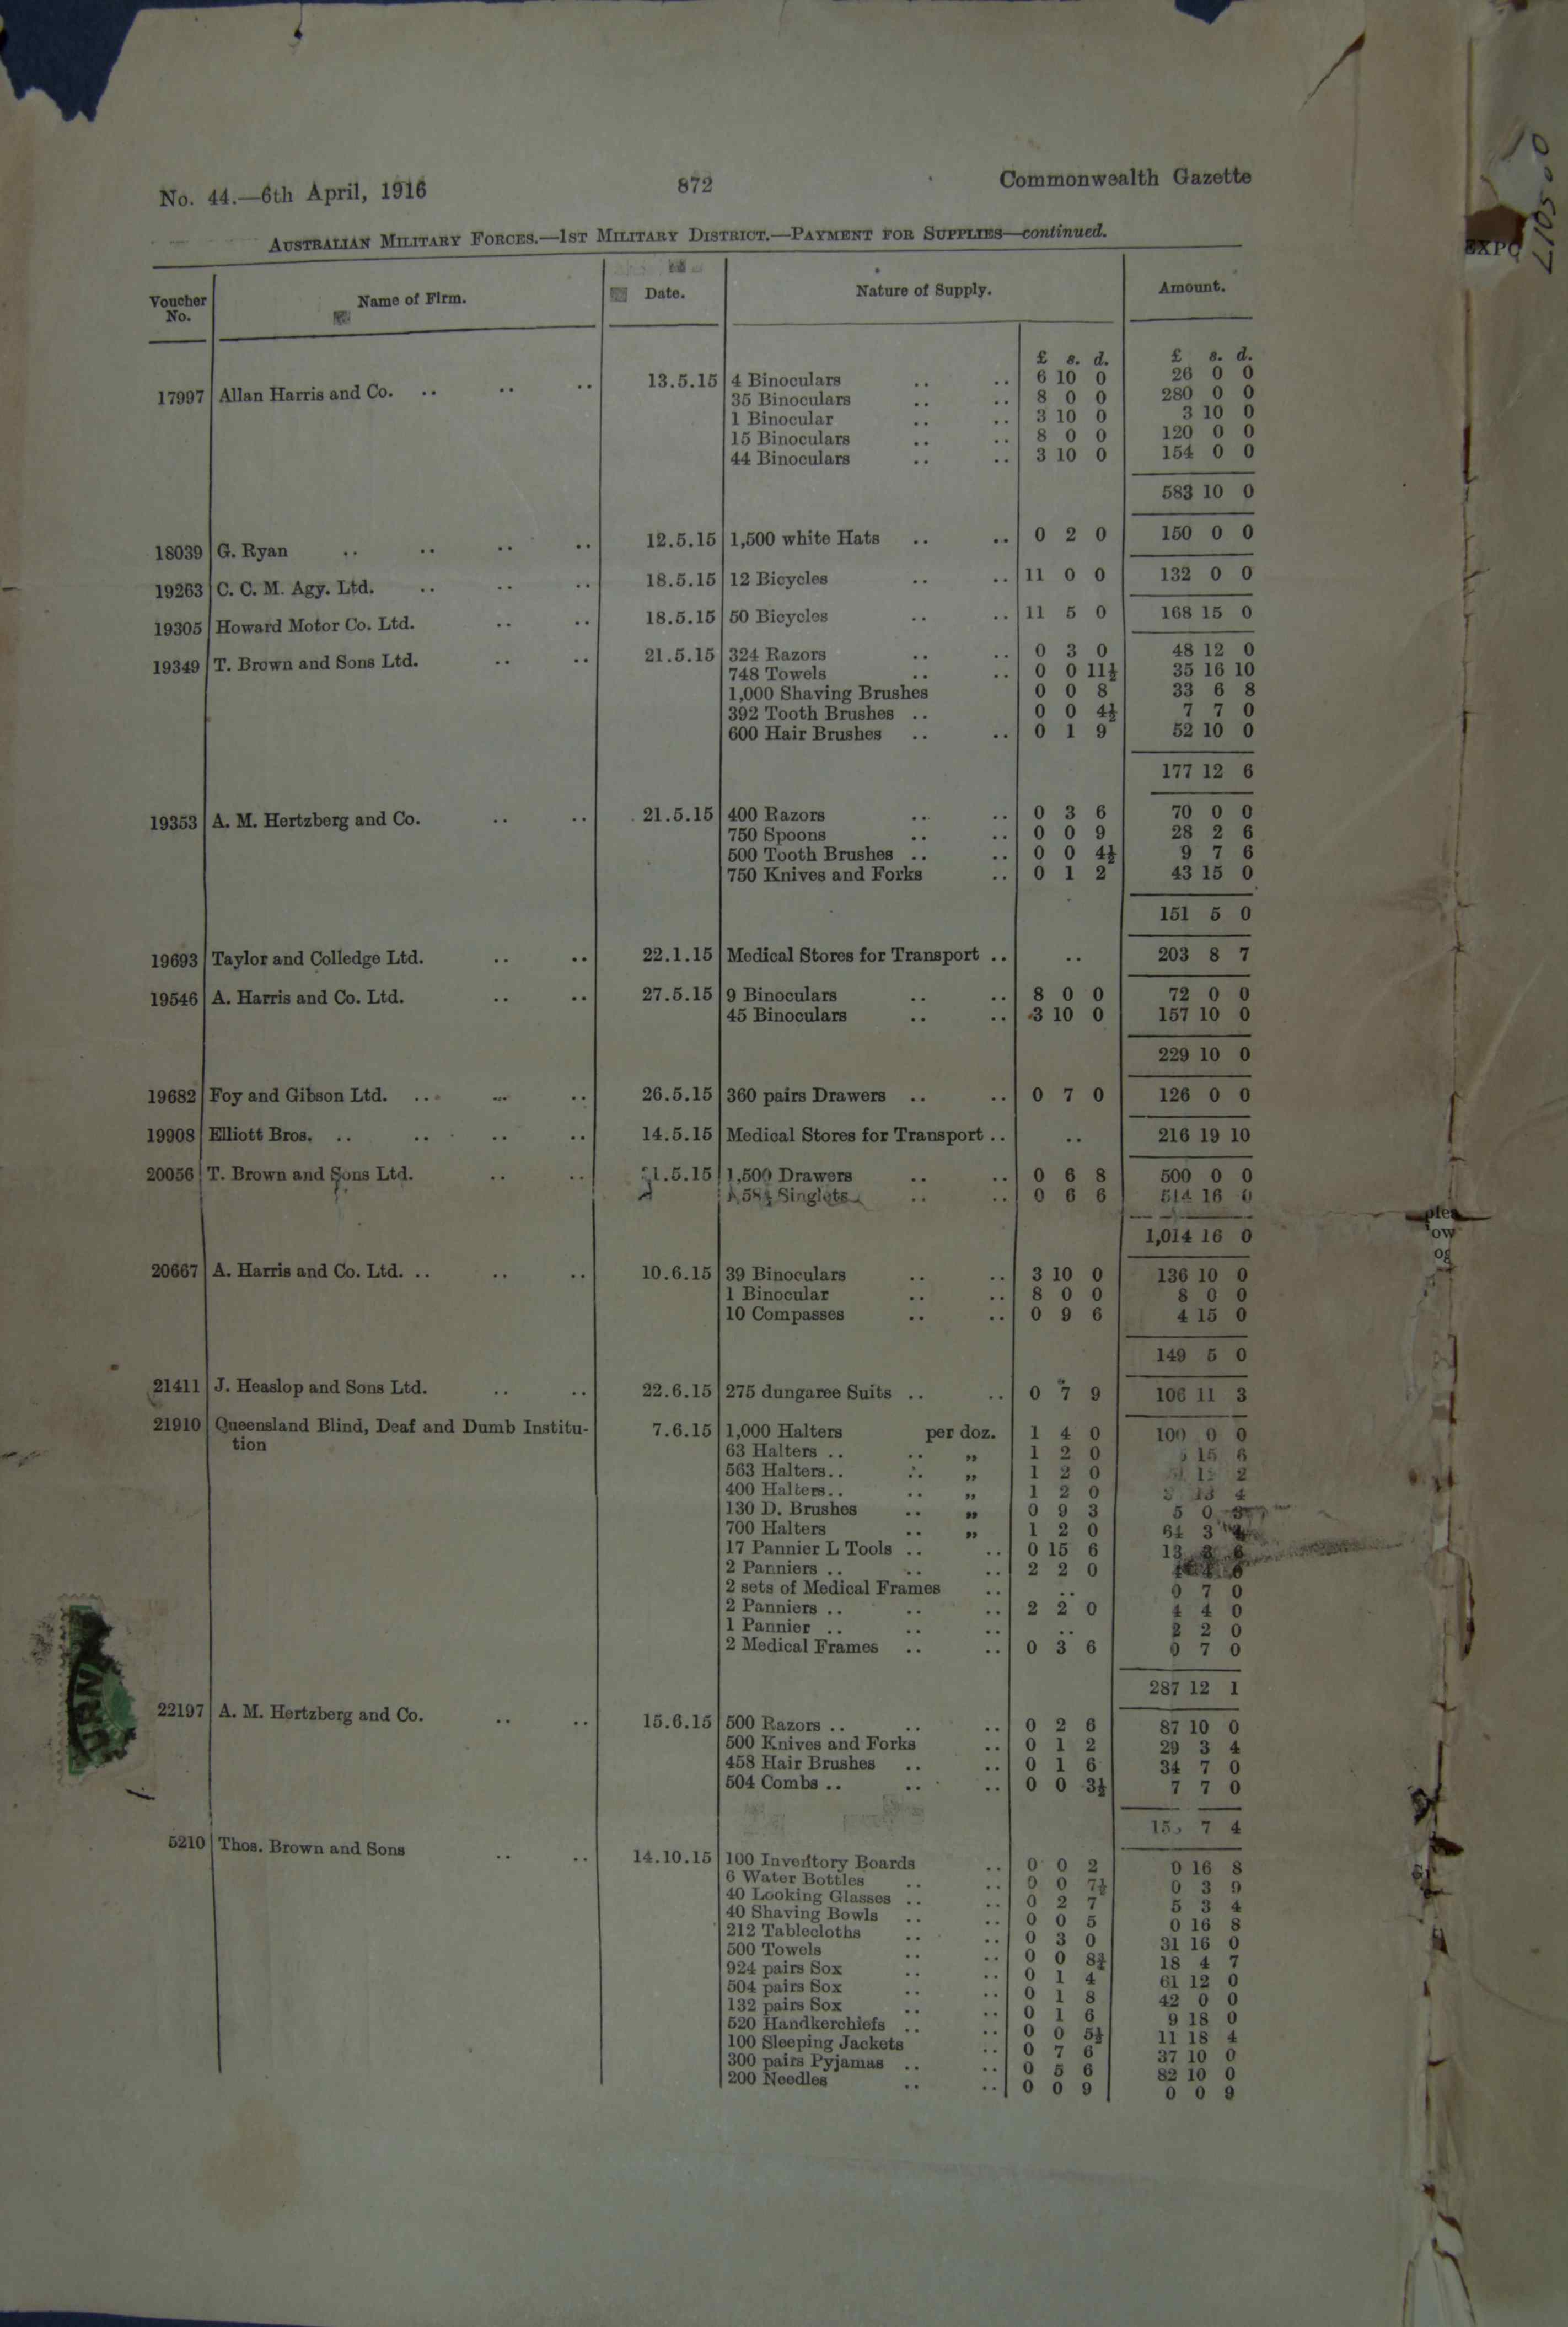 No. 44.—6th April, 1916 872 Commonwealth Gazette
AUSTRALIAN MILITARY FORCES.—1ST MILITARY DISTRICT.—PAYMENT FOR SUPPLIES—continued.
Voucher No. Name of Firm. Date. Nature of Supply. Amount.
£ s. d. £ s. d.
17997 Allan Harris and Co. .. .. .. 13.5.15 4 Binoculars .. .. 6 10 0 26 0 0
35 Binoculars .. .. 8 0 0 280 0 0
1 Binocular .. .. 3 10 0 3 10 0
15 Binoculars .. .. 8 0 0 120 0 0
44 Binoculars .. .. 3 10 0 154 0 0
583 10 0
18039 G. Ryan .. .. .. .. 12.5.15 1,500 white Hats .. .. 0 2 0 150 0 0
19263 C. C. M. Agy. Ltd. .. .. .. 18.5.15 12 Bicycles .. .. 11 0 0 132 0 0
19305 Howard Motor Co. Ltd. .. .. 18.5.15 50 Bicycles .. .. 11 5 0 168 15 0
19349 T. Brown and Sons Ltd. .. .. 21.5.15 324 Razors .. .. 0 3 0 48 12 0
748 Towels .. .. 0 0 11½ 35 16 10
1,000 Shaving Brushes 0 0 8 33 6 8
392 Tooth Brushes .. 0 0 4½ 7 7 0
600 Hair Brushes .. .. 0 1 9 52 10 0
177 12 6
19353 A. M. Hertzberg and Co. .. .. 21.5.15 400 Razors .. .. 0 3 6 70 0 0
750 Spoons .. .. 0 0 9 28 2 6
500 Tooth Brushes .. .. 0 0 4½ 9 7 6
750 Knives and Forks .. 0 1 2 43 15 0
151 5 0
19693 Taylor and Colledge Ltd. .. .. 22.1.15 Medical Stores for Transport .. .. 203 8 7
19546 A. Harris and Co. Ltd. .. .. 27.5.15 9 Binoculars .. .. 8 0 0 72 0 0
45 Binoculars .. .. 3 10 0 157 10 0
229 10 0
19682 Foy and Gibson Ltd. .. .. .. 26.5.15 360 pairs Drawers .. .. 0 7 0 126 0 0
19908 Elliott Bros. .. .. .. .. 14.5.15 Medical Stores for Transport .. .. 216 19 10
20056 T. Brown and Sons Ltd. .. .. 1.5.15 1,500 Drawers .. .. 0 6 8 500 0 0
Singlets .. .. 0 6 6 514 16 0
1,014 16 0
20667 A. Harris and Co. Ltd. .. .. .. 10.6.15 39 Binoculars .. .. 3 10 0 136 10 0
1 Binocular .. .. 8 0 0 8 0 0
10 Compasses .. .. 0 9 6 4 15 0
149 5 0
21411 J. Heaslop and Sons Ltd. .. .. 22.6.15 275 dungaree Suits .. .. 0 7 9 106 11 3
21910 Queensland Blind, Deaf and Dumb Institu- 7.6.15 1,000 Halters per doz. 1 4 0 100 0 0
tion
63 Halters .. .. „ 1 2 0 15 6
563 Halters.. .. „ 1 2 0 2
400 Halters.. .. „ 1 2 0 13 4
130 D. Brushes .. „ 0 9 3 5 0
700 Halters .. „ 1 2 0 64 3
17 Pannier L Tools .. .. 0 15 6 13
2 Panniers .. .. .. 2 2 0
2 sets of Medical Frames .. .. 0 7 0
2 Panniers .. .. .. 2 2 0 4 4 0
1 Pannier .. .. .. .. 2 2 0
2 Medical Frames .. .. 0 3 6 0 7 0
287 12 1
22197 A. M. Hertzberg and Co. .. .. 15.6.15 500 Razors .. .. .. 0 2 6 87 10 0
500 Knives and Forks .. 0 1 2 29 3 4
458 Hair Brushes .. .. 0 1 6 34 7 0
504 Combs .. .. .. 0 0 3½ 7 7 0
7 4
5210 Thos. Brown and Sons .. .. 14.10.15 100 Inventory Boards .. 0 0 2 0 16 8
6 Water Bottles .. .. 0 0 7½ 0 3 9
40 Looking Glasses .. .. 0 2 7 5 3 4
40 Shaving Bowls .. .. 0 0 5 0 16 8
212 Tablecloths .. .. 0 3 0 31 16 0
500 Towels .. .. 0 0 8¾ 18 4 7
924 pairs Sox .. .. 0 1 4 61 12 0
504 pairs Sox .. .. 0 1 8 42 0 0
132 pairs Sox .. .. 0 1 6 9 18 0
520 Handkerchiefs .. .. 0 0 5½ 11 18 4
100 Sleeping Jackets .. 0 7 6 37 10 0
300 pairs Pyjamas .. .. 0 5 6 82 10 0
200 Needles .. .. 0 0 9 0 0 9